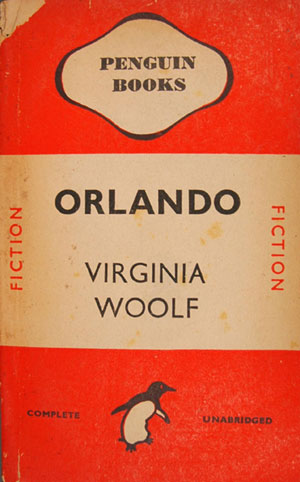 PENGUIN
BOOKS
ORLANDO
FICTION
FICTION
VIRGINIA
WOOLF
COMPLETE
UNABRIDGED